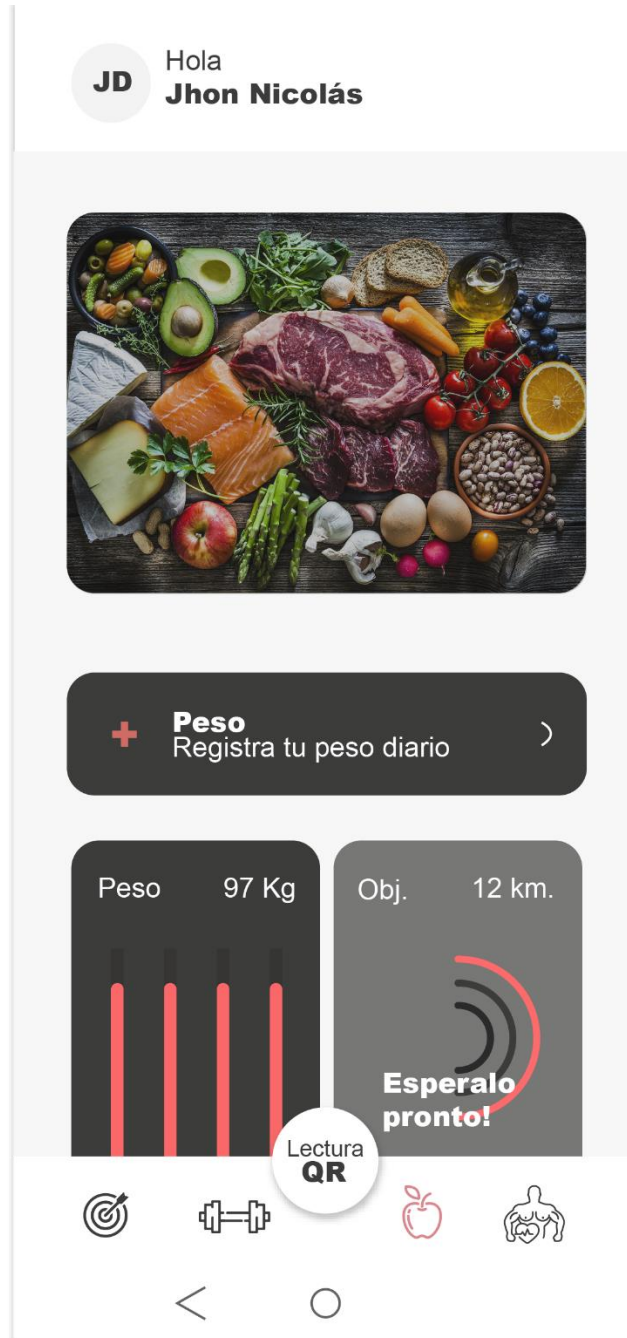 JD
Hola
Jhon Nicolás
Peso
Registra tu peso diario
Peso 97 Kg
Obj. 12 km.
Esperalo
pronto!
Lectura
QR